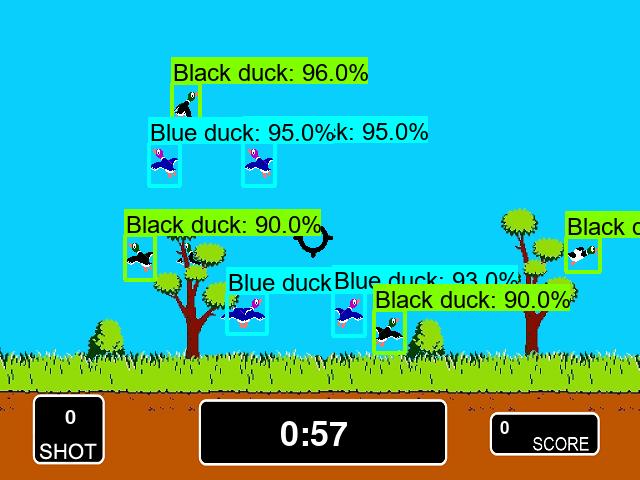 Black duck: 96.0%
Blue duck: 95.0%
k: 95.0%
Black duck: 90.0%
Black
Blue duck
Blue duck: 93.0%
Black duck: 90.0%
0
SHOT
0:57
0
SCORE